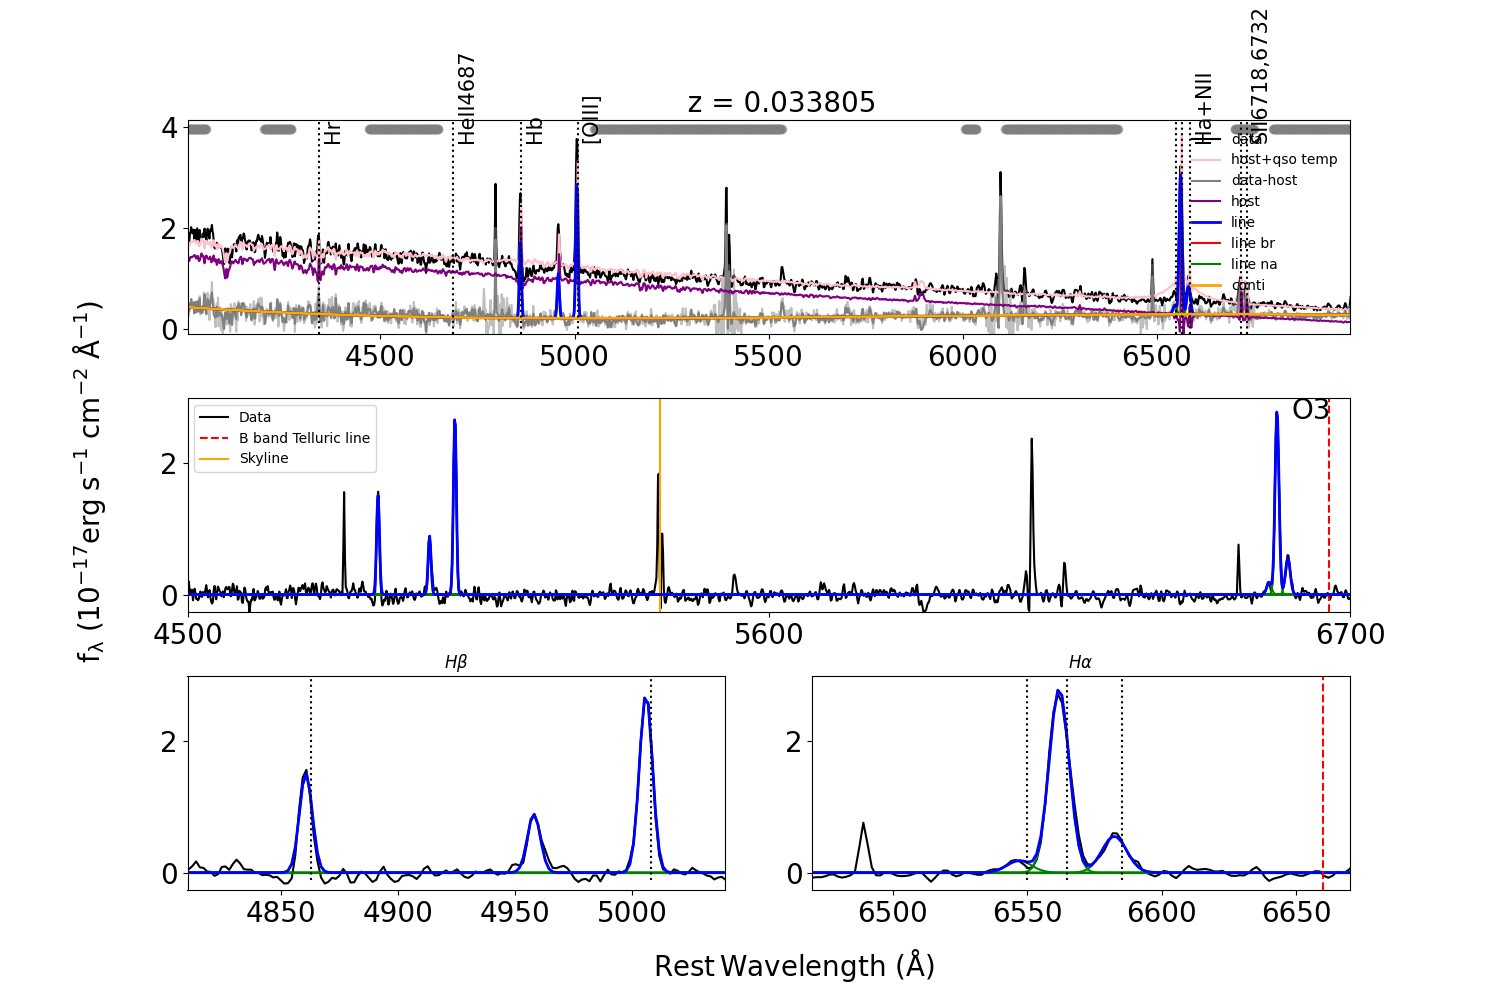 z = 0.033805
Hr
HeII4687
Hb
[OIII]
Ha+NII
SII6718,6732
data
host+qso temp
data-host
host
line
line br
line na
conti
4
2
0
4500 5000 5500 6000 6500
f_λ (10^−17 erg s^−1 cm^−2 Å^−1)
Data
B band Telluric line
Skyline
O3
2
0
4500 5600 6700
Hβ
2
0
4850 4900 4950 5000
Hα
2
0
6500 6550 6600 6650
Rest Wavelength (Å)